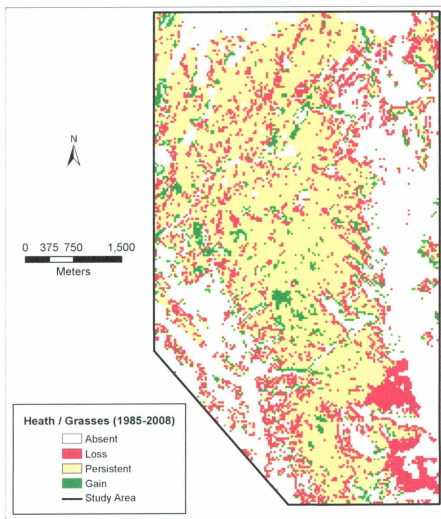 N
0 375 750 1,500
Meters
Heath / Grasses (1985-2008)
Absent
Loss
Persistent
Gain
Study Area